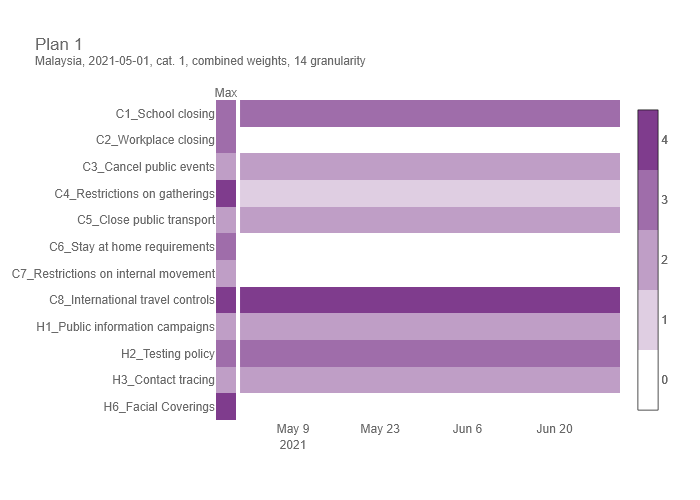 Plan 1
Malaysia, 2021-05-01, cat. 1, combined weights, 14 granularity
Max
C1_School closing
C2_Workplace closing
C3_Cancel public events
C4_Restrictions on gatherings
C5_Close public transport
C6_Stay at home requirements
C7_Restrictions on internal movement
C8_International travel controls
H1_Public information campaigns
H2_Testing policy
H3_Contact tracing
H6_Facial Coverings
4
3
2
1
0
May 9 May 23 Jun 6 Jun 20
2021